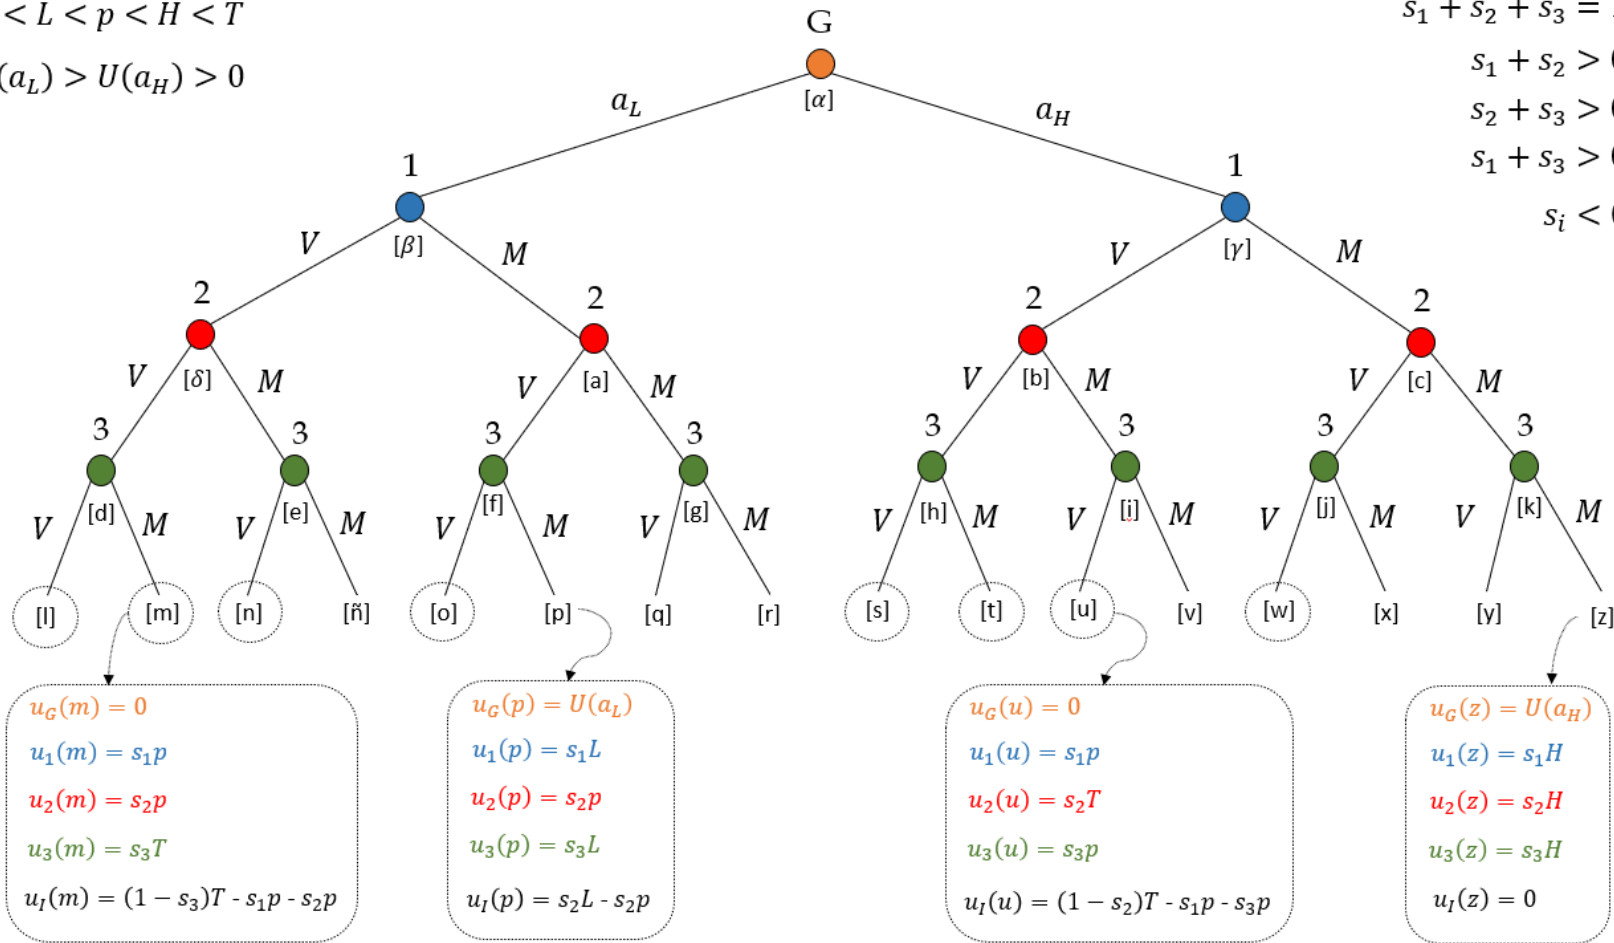 < L < p < H < T
(a_L) > U(a_H) > 0
s_1 + s_2 + s_3 =
s_1 + s_2 >
s_2 + s_3 >
s_1 + s_3 >
s_i <
G
[α]
a_L a_H
1 1
[β] [γ]
V M V M
2 2 2 2
[δ] [a] [b] [c]
V M V M V M V M
3 3 3 3 3 3 3 3
[d] [e] [f] [g] [h] [i] [j] [k]
V M V M V M V M V M V M V M V M
[l] [m] [n] [ñ] [o] [p] [q] [r] [s] [t] [u] [v] [w] [x] [y] [z]
u_G(m) = 0
u_1(m) = s_1p
u_2(m) = s_2p
u_3(m) = s_3T
u_I(m) = (1 − s_3)T - s_1p - s_2p
u_G(p) = U(a_L)
u_1(p) = s_1L
u_2(p) = s_2p
u_3(p) = s_3L
u_I(p) = s_2L - s_2p
u_G(u) = 0
u_1(u) = s_1p
u_2(u) = s_2T
u_3(u) = s_3p
u_I(u) = (1 − s_2)T - s_1p - s_3p
u_G(z) = U(a_H)
u_1(z) = s_1H
u_2(z) = s_2H
u_3(z) = s_3H
u_I(z) = 0